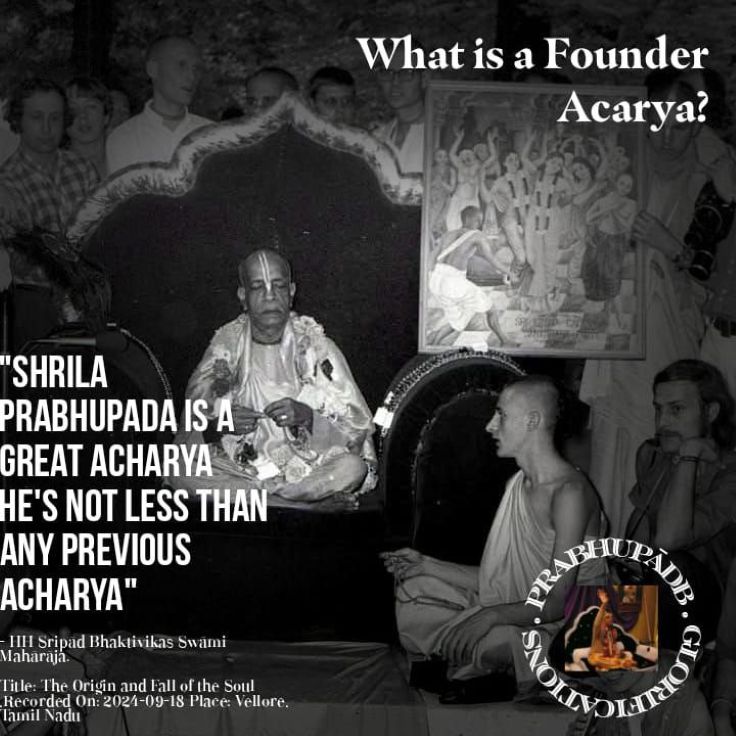 What is a Founder
Acarya?
"SHRILA
PRABHUPADA IS A
GREAT ACHARYA
HE'S NOT LESS THAN
ANY PREVIOUS
ACHARYA"
- HH Sripad Bhaktivikas Swami
Maharaja.
Title: The Origin and Fall of the Soul
.Recorded On: 2024-09-18 Place: Vellore,
Tamil Nadu
PRABHUPĀDB • GLORIFICATIONS •